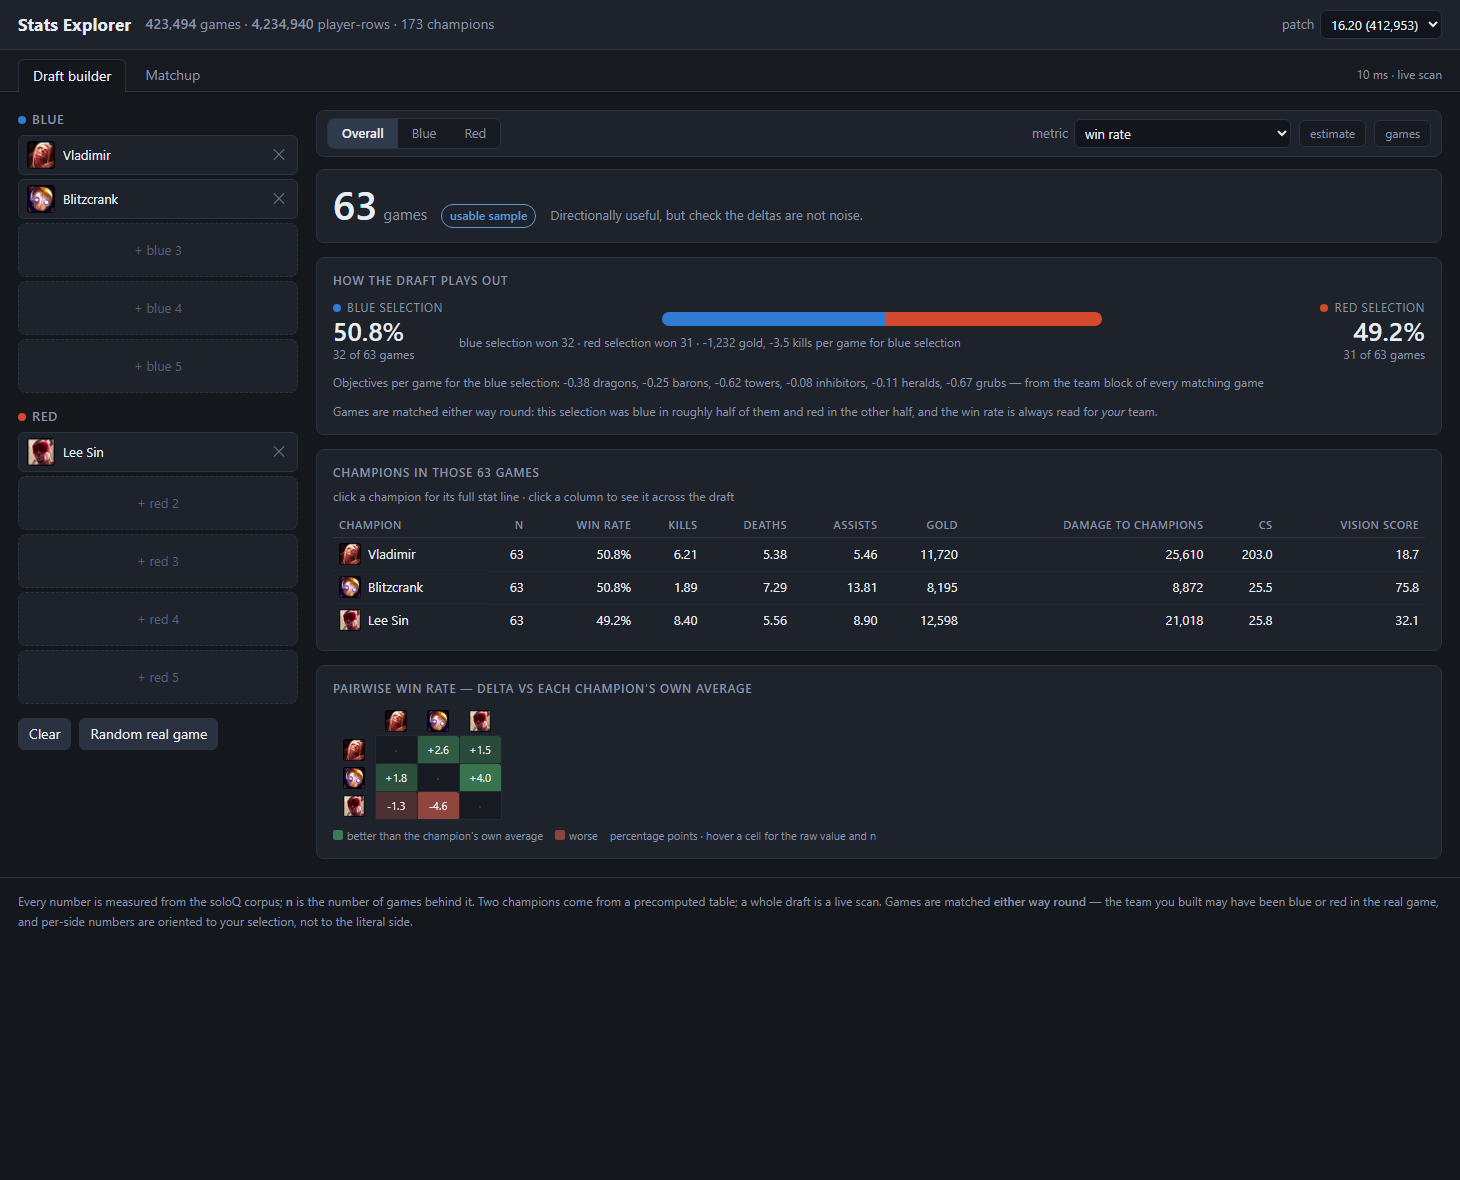 Stats Explorer 423,494 games · 4,234,940 player-rows · 173 champions patch 16.20 (412,953)
Draft builder Matchup 10 ms · live scan
BLUE
Vladimir
Blitzcrank
+ blue 3
+ blue 4
+ blue 5
RED
Lee Sin
+ red 2
+ red 3
+ red 4
+ red 5
Clear Random real game
Overall Blue Red metric win rate estimate games
63 games usable sample Directionally useful, but check the deltas are not noise.
HOW THE DRAFT PLAYS OUT
BLUE SELECTION RED SELECTION
50.8% 49.2%
blue selection won 32 · red selection won 31 · -1,232 gold, -3.5 kills per game for blue selection
32 of 63 games 31 of 63 games
Objectives per game for the blue selection: -0.38 dragons, -0.25 barons, -0.62 towers, -0.08 inhibitors, -0.11 heralds, -0.67 grubs — from the team block of every matching game
Games are matched either way round: this selection was blue in roughly half of them and red in the other half, and the win rate is always read for your team.
CHAMPIONS IN THOSE 63 GAMES
click a champion for its full stat line · click a column to see it across the draft
CHAMPION N WIN RATE KILLS DEATHS ASSISTS GOLD DAMAGE TO CHAMPIONS CS VISION SCORE
Vladimir 63 50.8% 6.21 5.38 5.46 11,720 25,610 203.0 18.7
Blitzcrank 63 50.8% 1.89 7.29 13.81 8,195 8,872 25.5 75.8
Lee Sin 63 49.2% 8.40 5.56 8.90 12,598 21,018 25.8 32.1
PAIRWISE WIN RATE — DELTA VS EACH CHAMPION'S OWN AVERAGE
· +2.6 +1.5
+1.8 · +4.0
-1.3 -4.6 ·
better than the champion's own average worse percentage points · hover a cell for the raw value and n
Every number is measured from the soloQ corpus; n is the number of games behind it. Two champions come from a precomputed table; a whole draft is a live scan. Games are matched either way round — the team you built may have been blue or red in the real game,
and per-side numbers are oriented to your selection, not to the literal side.